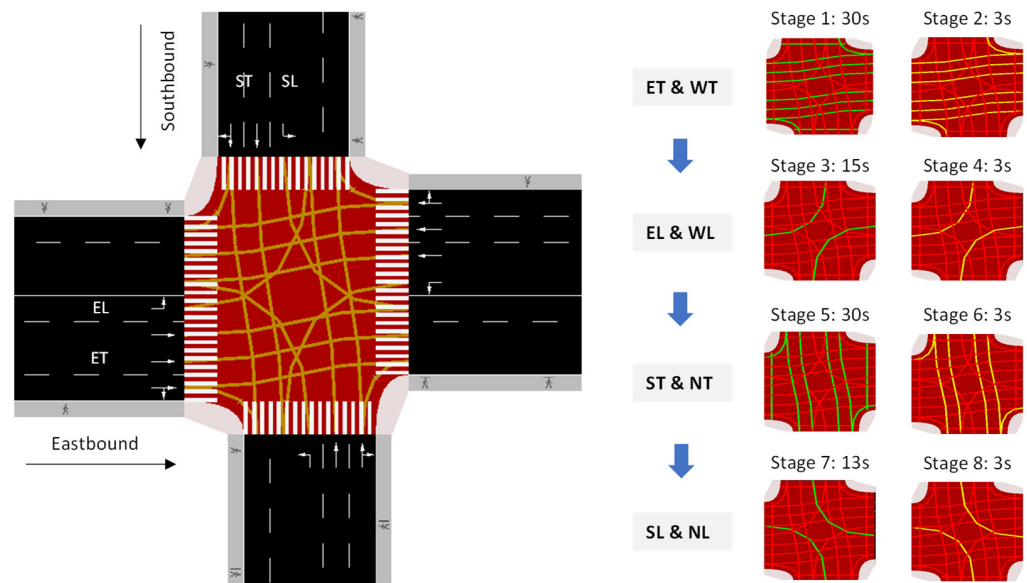 Southbound
ST
SL
EL
ET
Eastbound
Stage 1: 30s
Stage 2: 3s
ET & WT
Stage 3: 15s
Stage 4: 3s
EL & WL
Stage 5: 30s
Stage 6: 3s
ST & NT
Stage 7: 13s
Stage 8: 3s
SL & NL